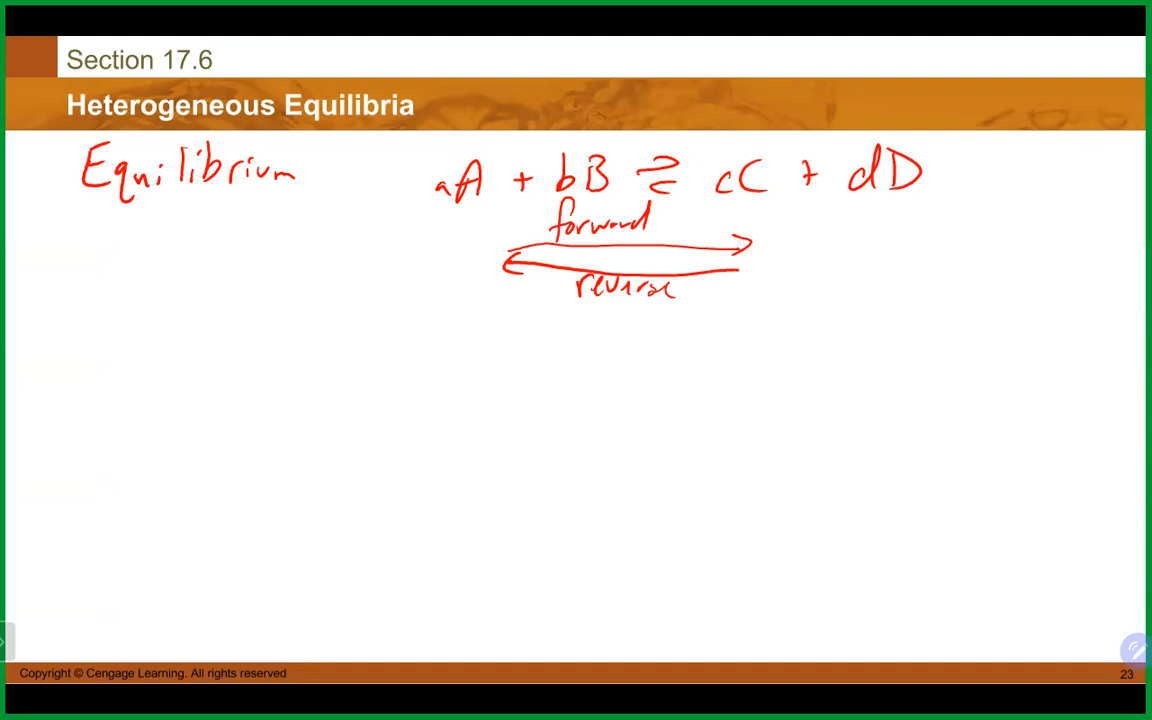 Section 17.6
Heterogeneous Equilibria
Equilibrium aA + bB ⇌ cC + dD
forward
reverse
Copyright © Cengage Learning. All rights reserved 23